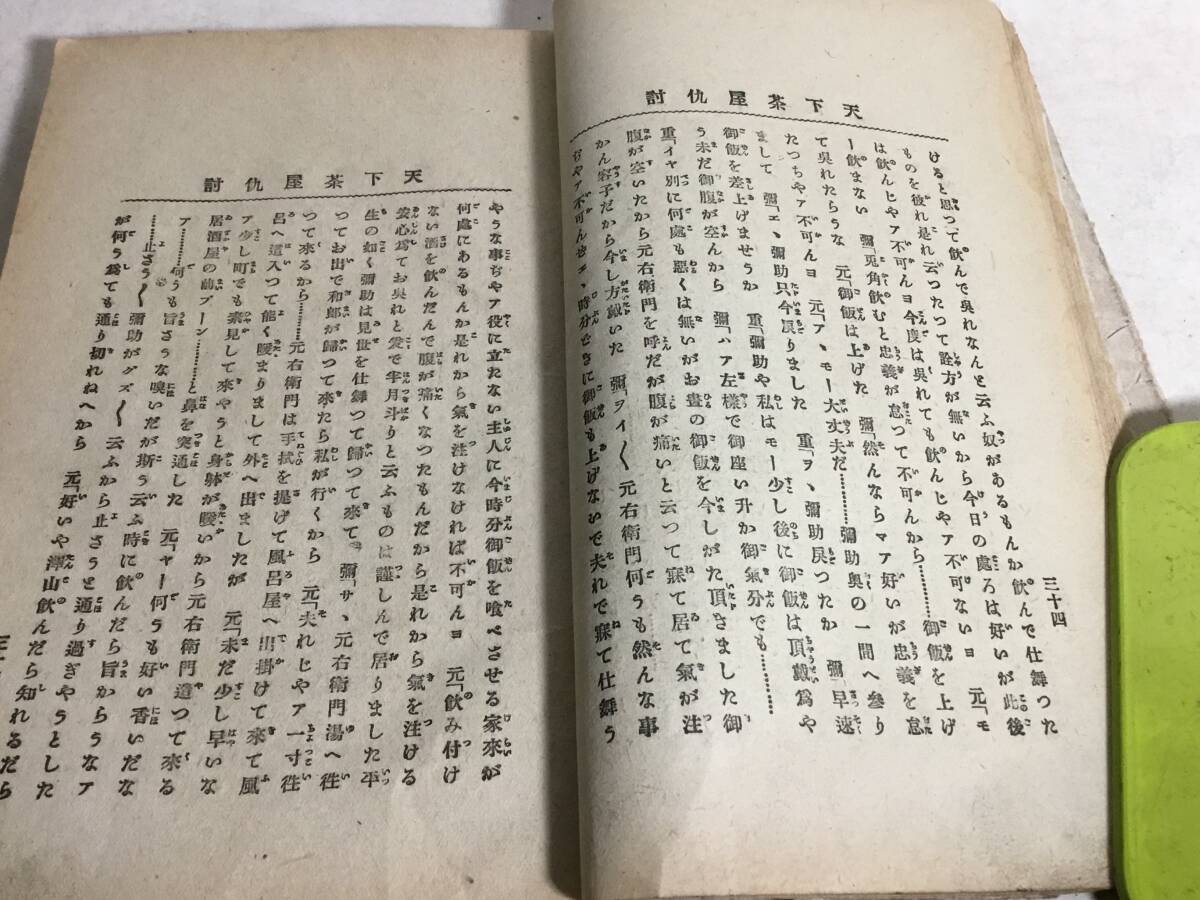 討仇屋茶下天
三十四
けると思つて飲んで呉れなんと云ふ奴があるもんか飲んで仕舞つた
ものを彼れ是れ云つたつて詮方が無いから今日の處ろは好いが此後
は飲んじやア不可んヨ今度は呉れても飲んじやア不可ないヨ 元「モ
ー飲まない 彌「兎角飲むと忠義が怠つて不可んから…………御飯を上げ
て呉れたらうな 元「御飯は上げた 彌「然んならマア好いが忠義を怠
たつちやア不可んヨ 元「アヽモー大丈夫だ…………彌助奥の一間へ參り
まして 彌「エヽ彌助只今戻りました 重「ヲヽ彌助戻つたか 彌「早速
御飯を差上げませうか 重「彌助や私はモー少し後に御飯は頂戴爲や
う未だ御腹が空んから 彌「ハア左樣で御座い升か御氣分でも…………
重「イヤ別に何處も惡くは無いがお晝の御飯を今しがた頂きました御
腹が空いたから元右衛門を呼だが腹が痛いと云つて寐て居て氣が注
かん容子だから今し方戴いた 彌「ヲイ〳〵元右衛門何うも然んな事
ぢやア不可んぜエヽ時分どきに御飯も上げないで夫れで寐て仕舞う
討仇屋茶下天
やうな事ぢやア役に立たない主人に今時分御飯を喰べさせる家來が
何處にあるもんか是れから氣を注けなければ不可んヨ 元「飲み付け
ない酒を飲んだんで腹が痛くなつたもんだから是れから氣を注ける
安心爲てお呉れと爰で半月斗りと云ふものは謹しんで居りました平
生の如く彌助は見世を仕舞つて歸つて來て 彌「サヽ元右衛門湯へ徃
つてお出で和郎が歸つて來たら私が行くから 元「夫れじやア一寸徃
つて來るから…………元右衛門は手拭を提げて風呂屋へ出掛けて來て風
呂へ這入つて能く暖まりまして外へ出ましたが 元「未だ少し早いな
ア少し町でも素見して來やうと身躰が暖いから元右衛門遣つて來る
居酒屋の前プーン…………と鼻を突通した 元「ヤー何うも好い香いだな
ア…………何うも旨さうな嗅いだが斯う云ふ時に飲んだら旨からうなア
…………止さう〳〵彌助がグズ〳〵云ふから止さうと通り過ぎやうとした
が何う爲ても通り切れねへから 元「好いや澤山飲んだら知れるだら
三十